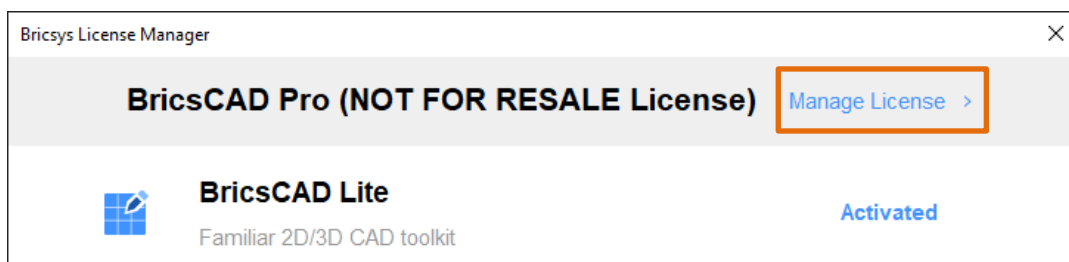 Bricsys License Manager
BricsCAD Pro (NOT FOR RESALE License) Manage License >
BricsCAD Lite
Activated
Familiar 2D/3D CAD toolkit